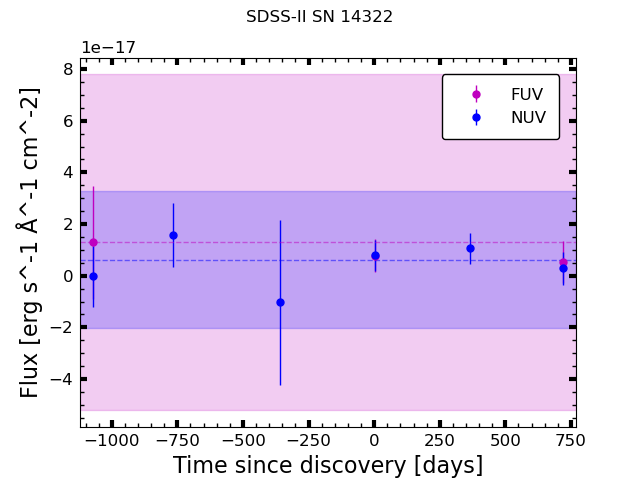 SDSS-II SN 14322
1e−17
8
6
4
2
0
−2
−4
Flux [erg s^-1 Å^-1 cm^-2]
FUV
NUV
−1000 −750 −500 −250 0 250 500 750
Time since discovery [days]